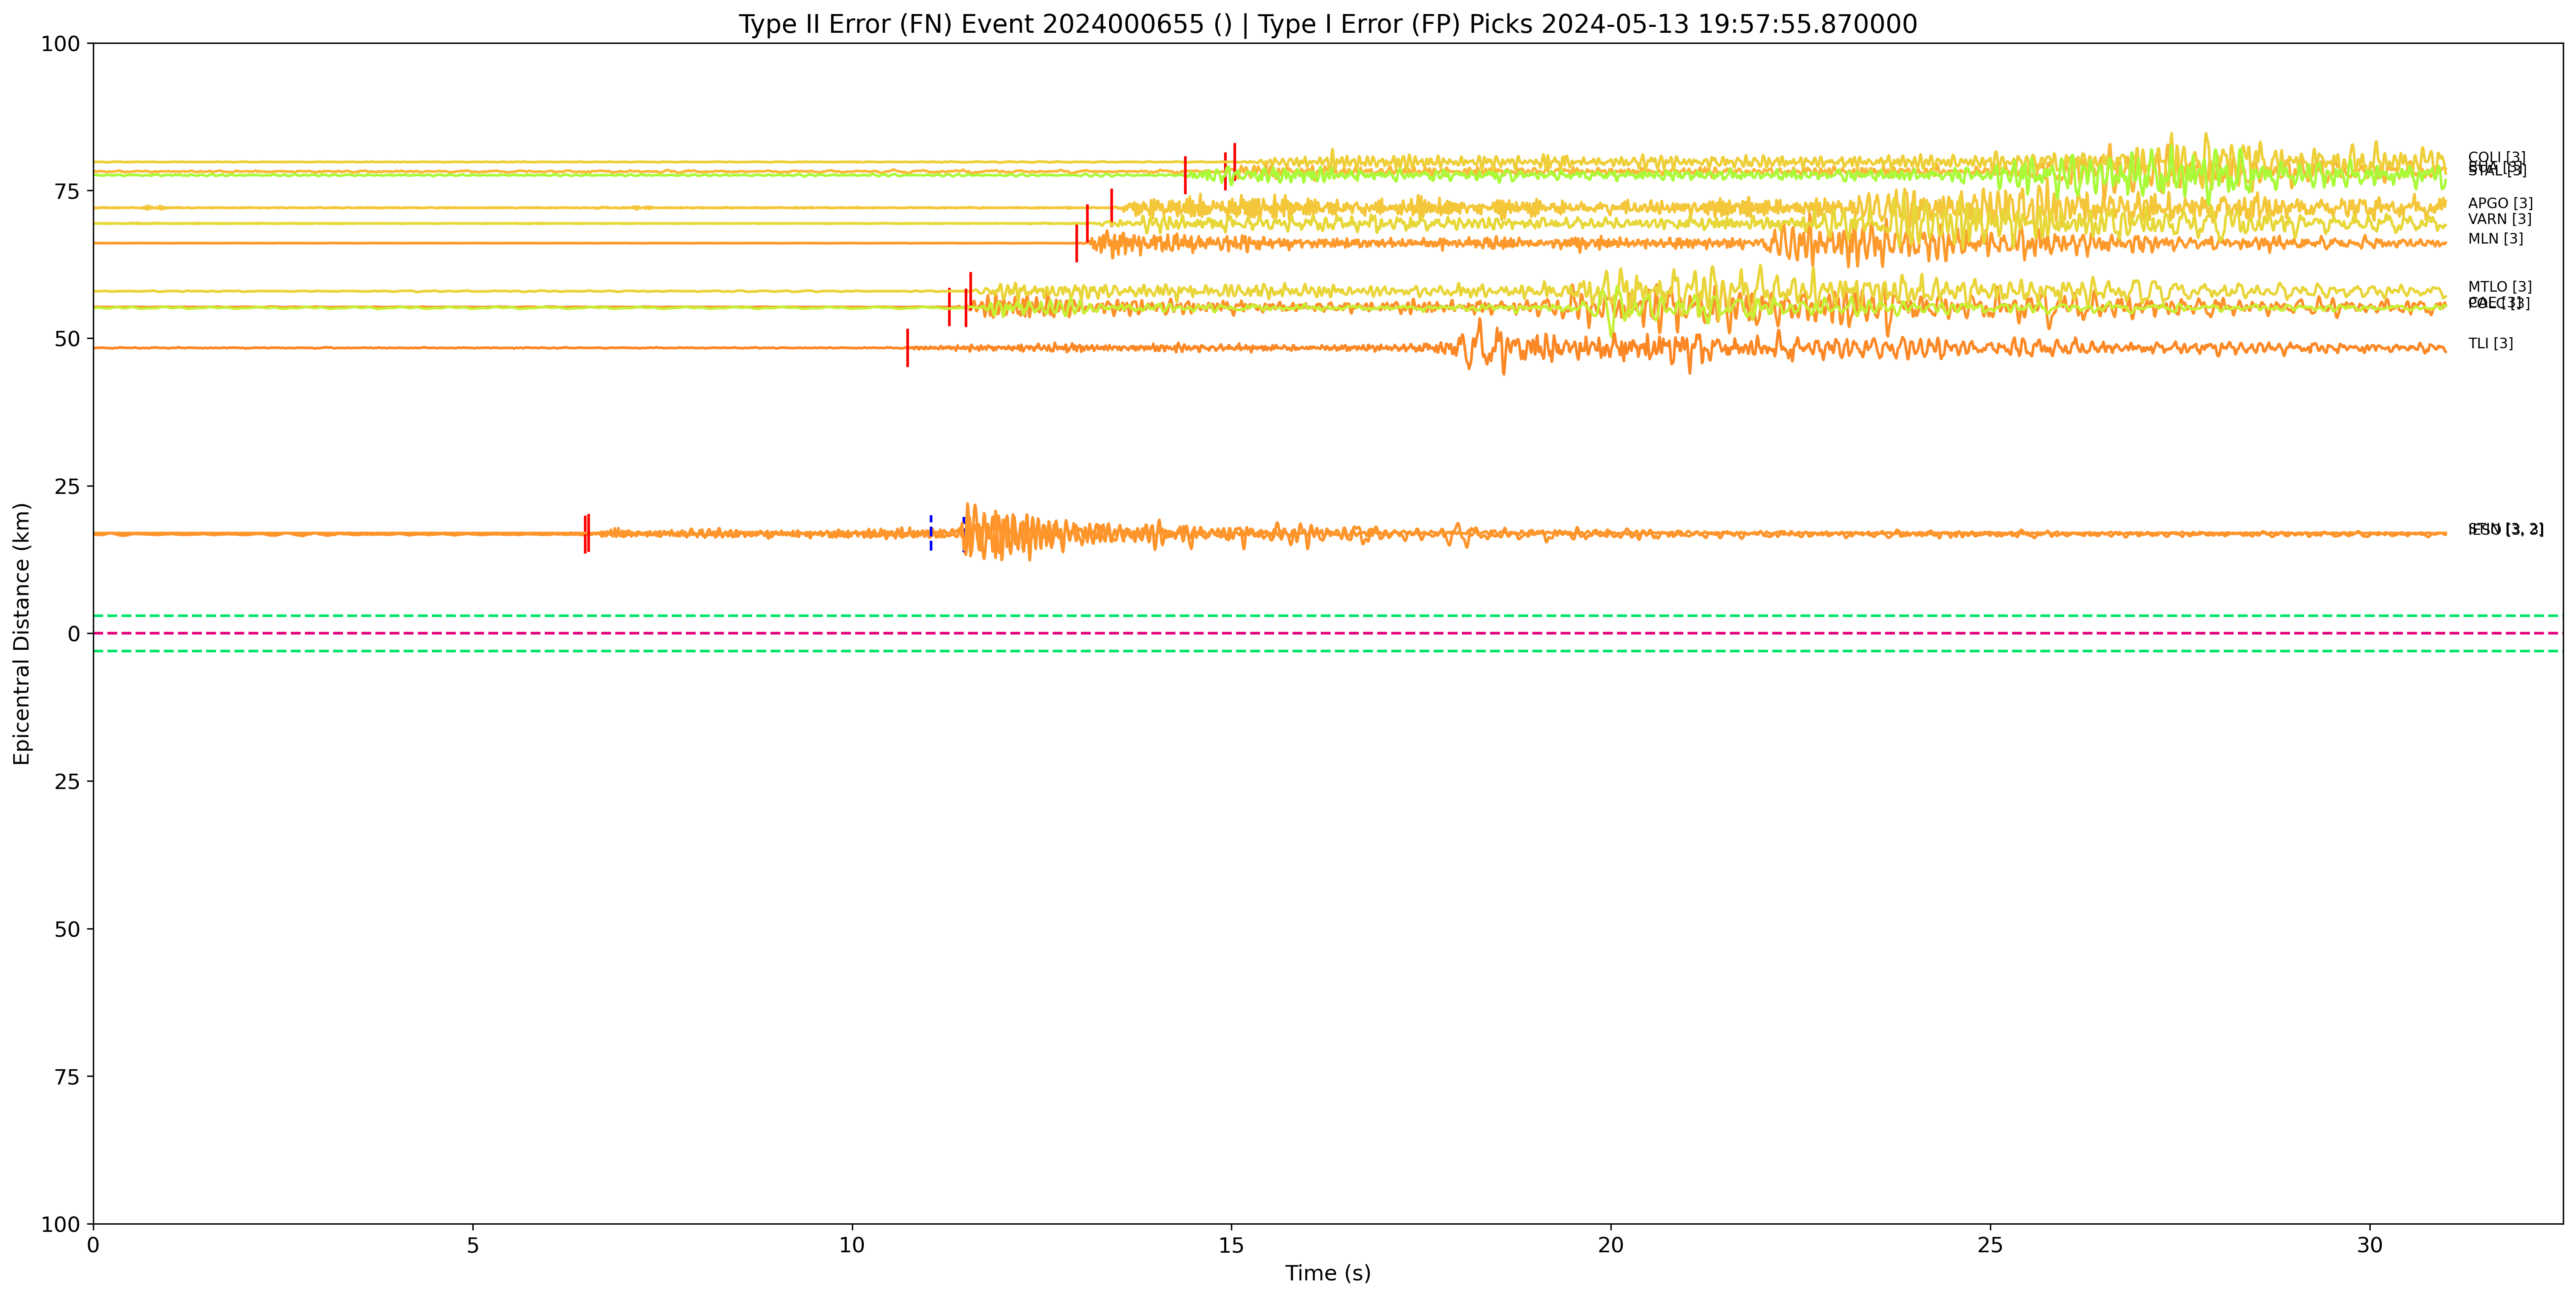 Type II Error (FN) Event 2024000655 () | Type I Error (FP) Picks 2024-05-13 19:57:55.870000
Epicentral Distance (km)
100
75
50
25
0
25
50
75
100
COLI [3]
STAL [3]
APGO [3]
VARN [3]
MLN [3]
MTLO [3]
TLI [3]
0 5 10 15 20 25 30
Time (s)